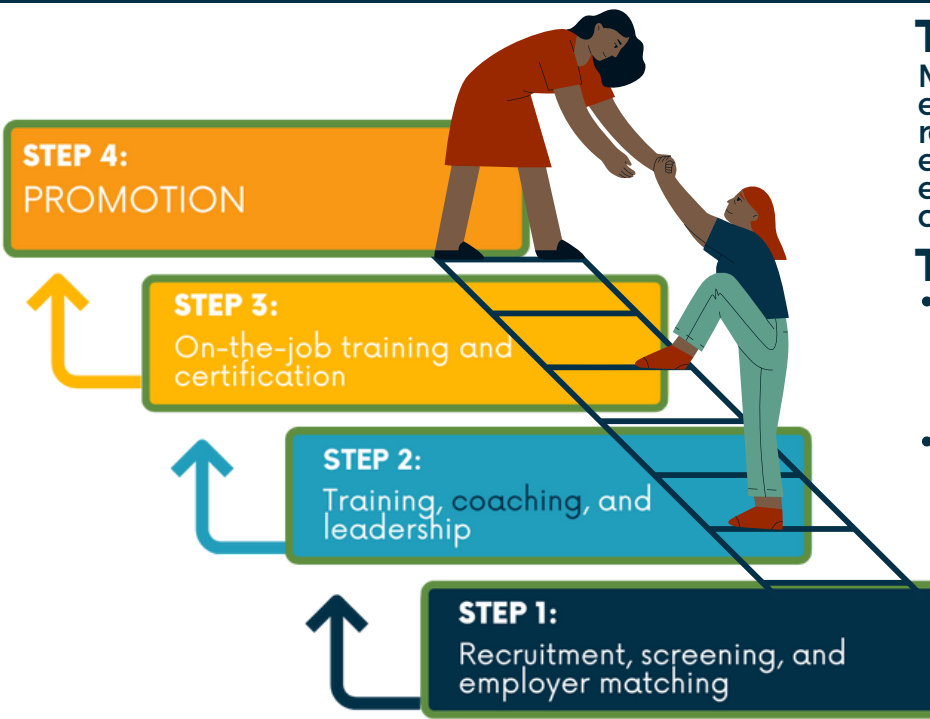 STEP 4:
PROMOTION
STEP 3:
On-the-job training and
certification
STEP 2:
Training, coaching, and
leadership
STEP 1:
Recruitment, screening, and
employer matching